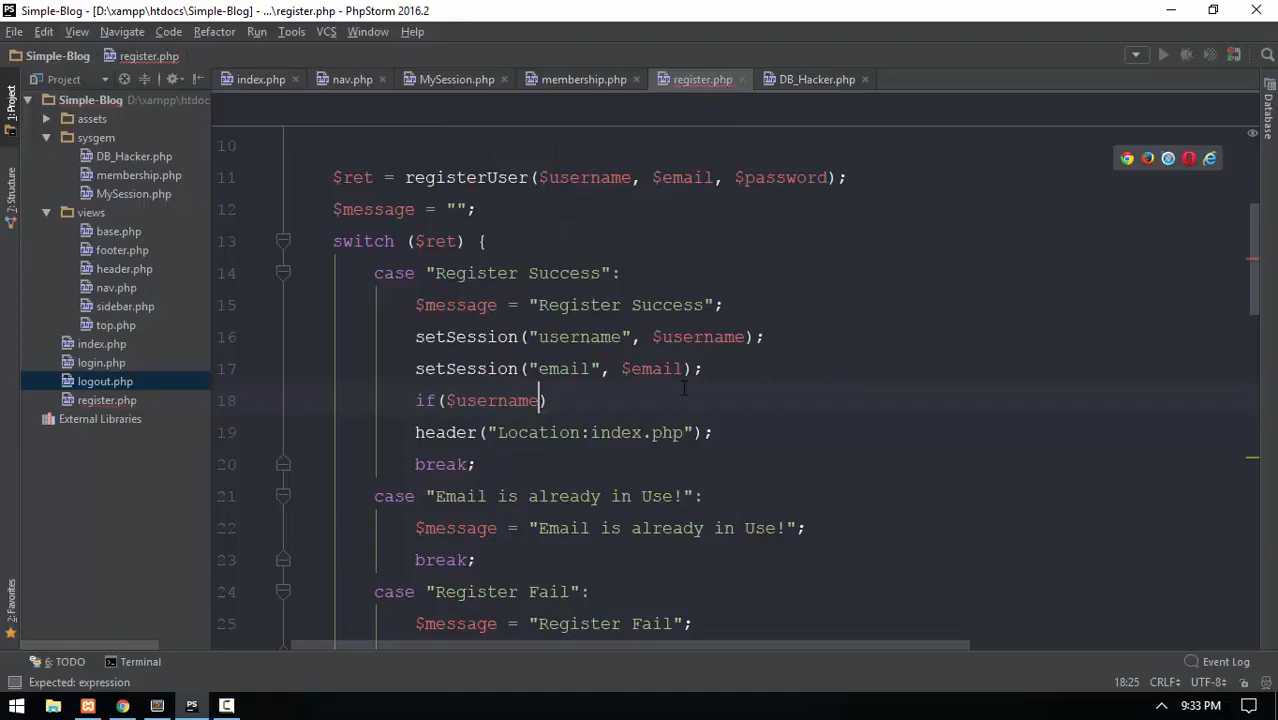 Simple-Blog - [D:\xampp\htdocs\Simple-Blog] - ...\register.php - PhpStorm 2016.2
File Edit View Navigate Code Refactor Run Tools VCS Window Help
Simple-Blog register.php
Project
index.php nav.php MySession.php membership.php register.php DB_Hacker.php
1: Project
Structure
2: Favorites
Simple-Blog D:\xampp\htdoc
assets
sysgem
DB_Hacker.php
membership.php
MySession.php
views
base.php
footer.php
header.php
nav.php
sidebar.php
top.php
index.php
login.php
logout.php
register.php
External Libraries
10
11 $ret = registerUser($username, $email, $password);
12 $message = "";
13 switch ($ret) {
14 case "Register Success":
15 $message = "Register Success";
16 setSession("username", $username);
17 setSession("email", $email);
18 if($username)
19 header("Location:index.php");
20 break;
21 case "Email is already in Use!":
22 $message = "Email is already in Use!";
23 break;
24 case "Register Fail":
25 $message = "Register Fail";
Database
6: TODO Terminal Event Log
Expected: expression 18:25 CRLF÷ UTF-8÷
9:33 PM